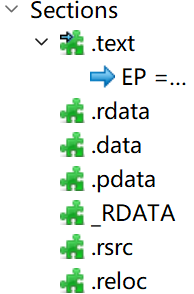 Sections
.text
EP =...
.rdata
.data
.pdata
_RDATA
.rsrc
.reloc